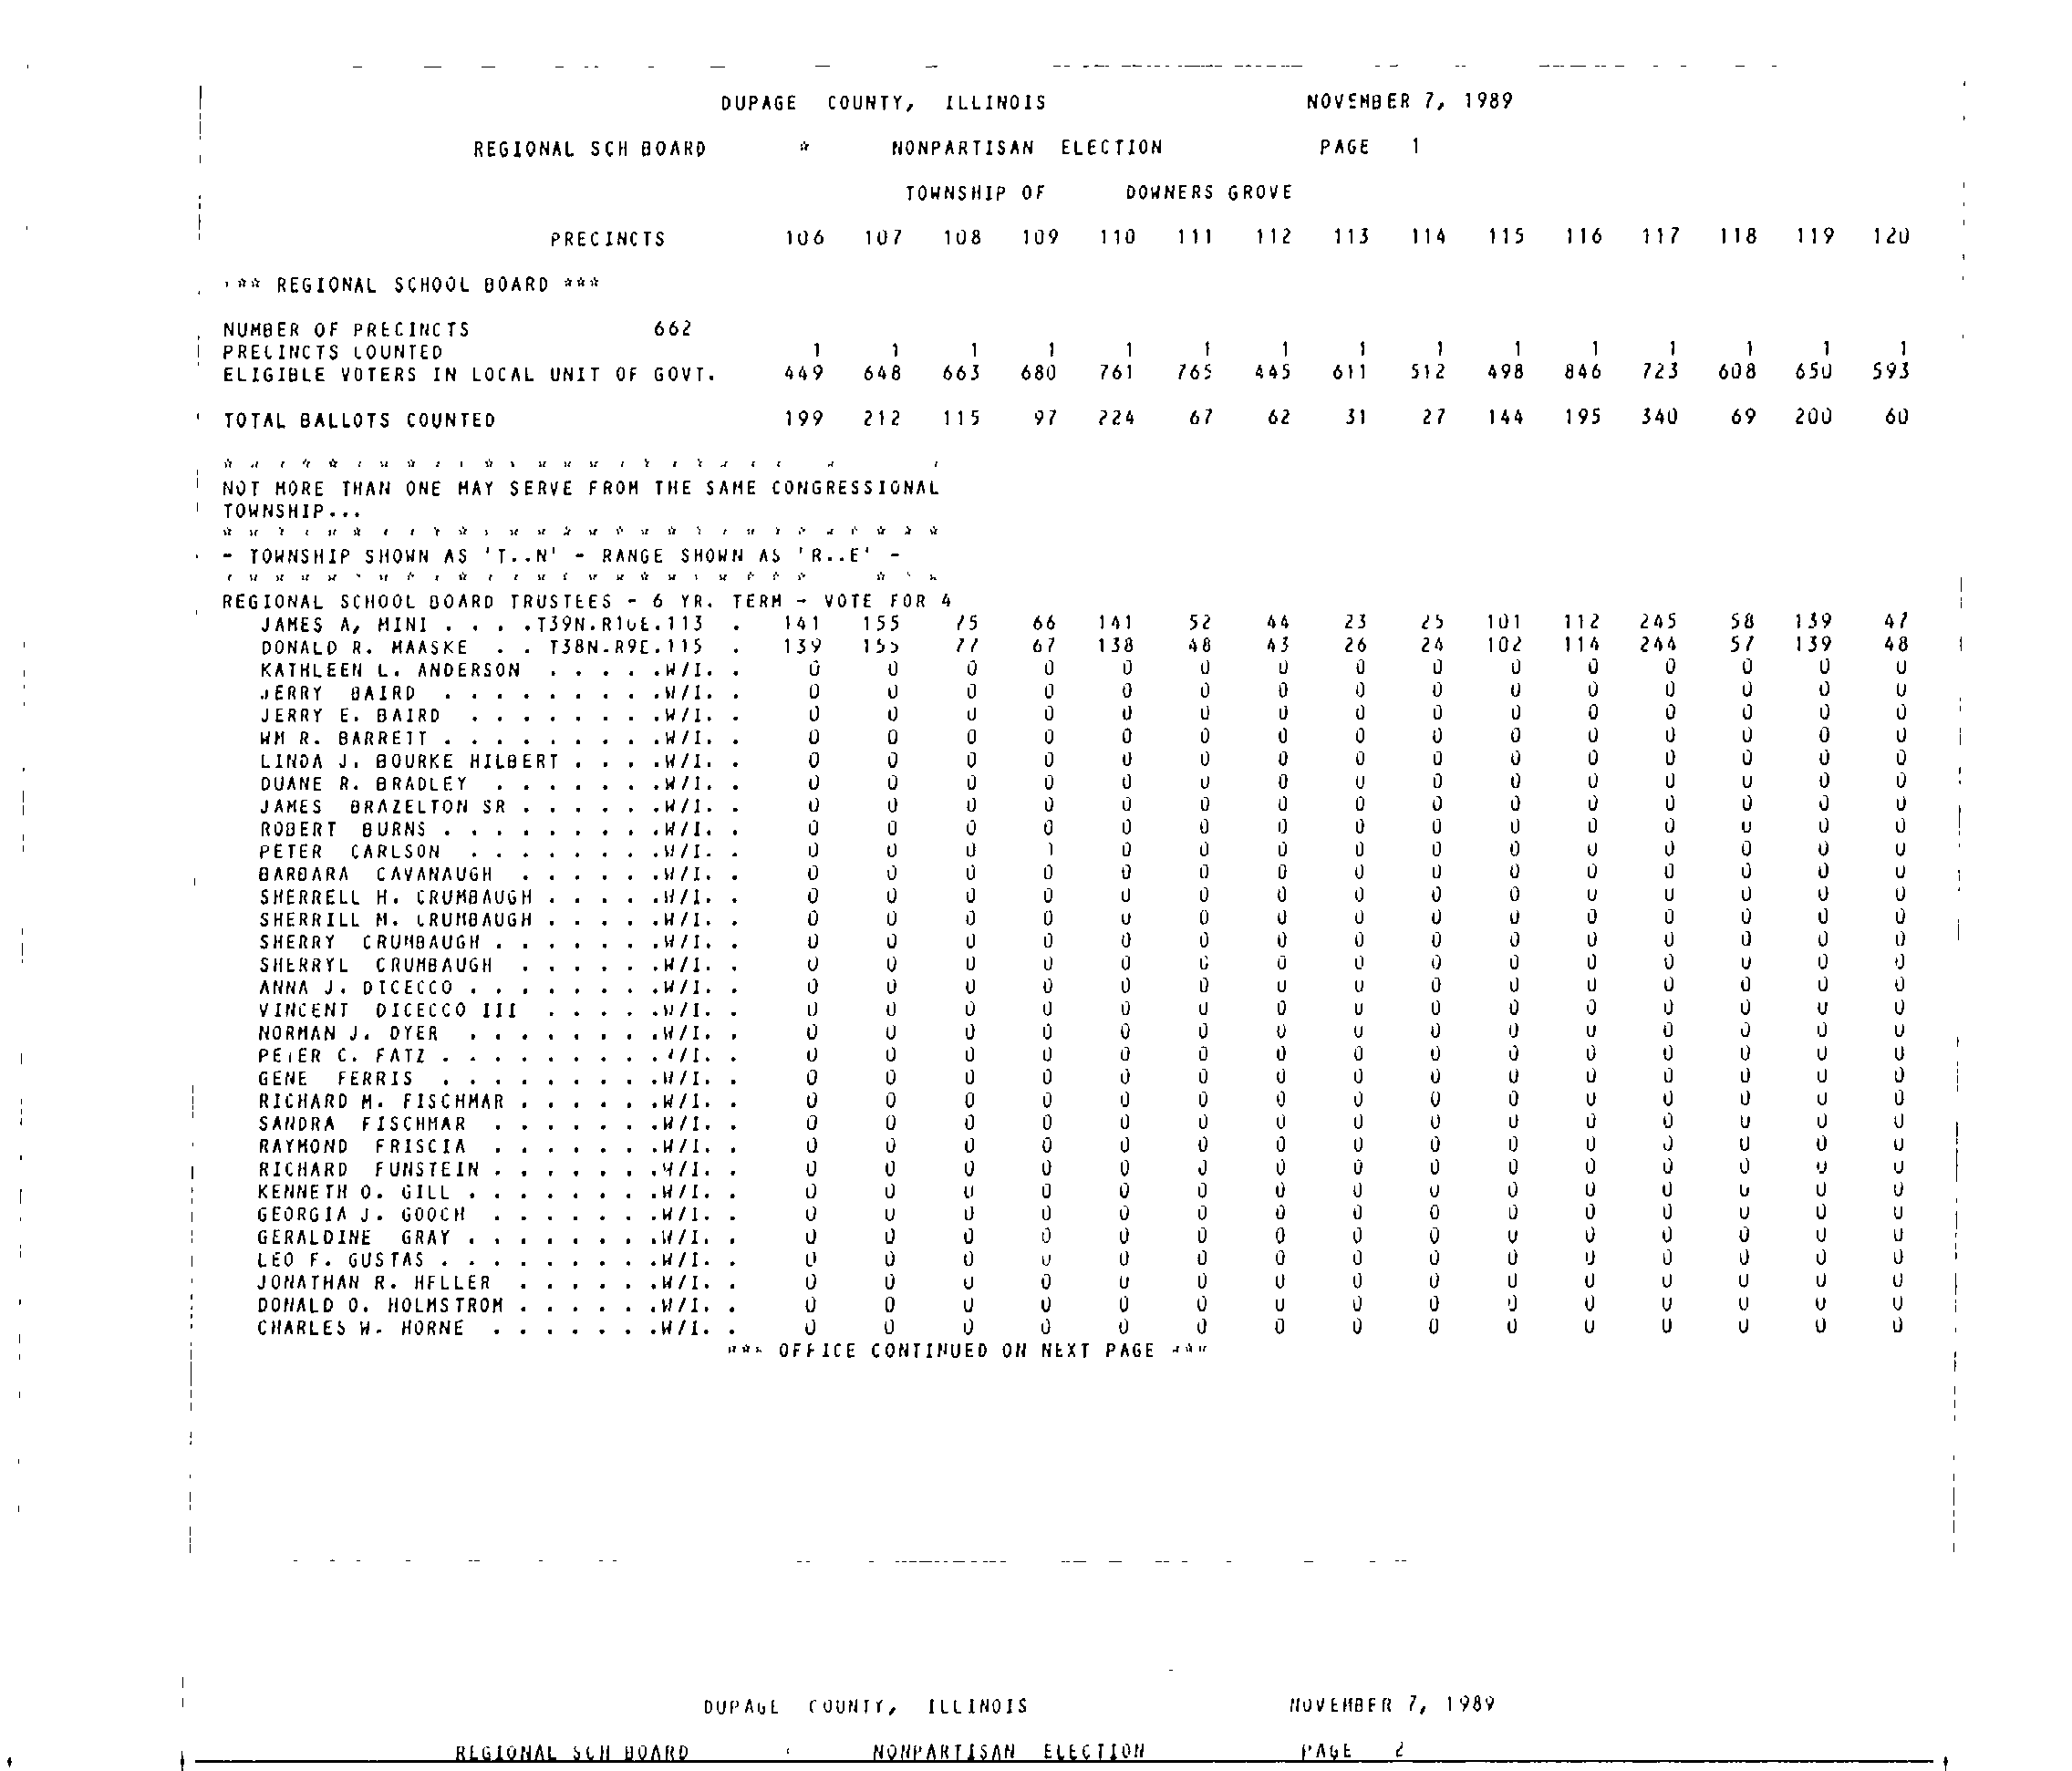 DUPAGE COUNTY, ILLINOIS NOVEMBER 7, 1989
REGIONAL SCH BOARD * NONPARTISAN ELECTION PAGE 1
TOWNSHIP OF DOWNERS GROVE
PRECINCTS 106 107 108 109 110 111 112 113 114 115 116 117 118 119 120
*** REGIONAL SCHOOL BOARD ***
NUMBER OF PRECINCTS 662
PRECINCTS COUNTED 1 1 1 1 1 1 1 1 1 1 1 1 1 1 1
ELIGIBLE VOTERS IN LOCAL UNIT OF GOVT. 449 648 663 680 761 765 445 611 512 498 846 723 608 650 593
TOTAL BALLOTS COUNTED 199 212 115 97 224 67 62 31 27 144 195 340 69 200 60
NOT MORE THAN ONE MAY SERVE FROM THE SAME CONGRESSIONAL
TOWNSHIP...
- TOWNSHIP SHOWN AS 'T..N' - RANGE SHOWN AS 'R..E' -
REGIONAL SCHOOL BOARD TRUSTEES - 6 YR. TERM - VOTE FOR 4
JAMES A, MINI . . . .T39N.R10E.113 . 141 155 75 66 141 52 44 23 25 101 112 245 58 139 47
DONALD R. MAASKE . . T38N.R9E.115 . 139 155 77 67 138 48 43 26 24 102 114 244 57 139 48
KATHLEEN L. ANDERSON . . . . .W/I. . 0 0 0 0 0 0 0 0 0 0 0 0 0 0 0
JERRY BAIRD . . . . . . . . .W/I. . 0 0 0 0 0 0 0 0 0 0 0 0 0 0 0
JERRY E. BAIRD . . . . . . . .W/I. . 0 0 0 0 0 0 0 0 0 0 0 0 0 0 0
WM R. BARRETT . . . . . . . . .W/I. . 0 0 0 0 0 0 0 0 0 0 0 0 0 0 0
LINDA J. BOURKE HILBERT . . . .W/I. . 0 0 0 0 0 0 0 0 0 0 0 0 0 0 0
DUANE R. BRADLEY . . . . . . .W/I. . 0 0 0 0 0 0 0 0 0 0 0 0 0 0 0
JAMES BRAZELTON SR . . . . . .W/I. . 0 0 0 0 0 0 0 0 0 0 0 0 0 0 0
ROBERT BURNS . . . . . . . . .W/I. . 0 0 0 0 0 0 0 0 0 0 0 0 0 0 0
PETER CARLSON . . . . . . . .W/I. . 0 0 0 1 0 0 0 0 0 0 0 0 0 0 0
BARBARA CAVANAUGH . . . . . .W/I. . 0 0 0 0 0 0 0 0 0 0 0 0 0 0 0
SHERRELL H. CRUMBAUGH . . . . .W/I. . 0 0 0 0 0 0 0 0 0 0 0 0 0 0 0
SHERRILL M. CRUMBAUGH . . . . .W/I. . 0 0 0 0 0 0 0 0 0 0 0 0 0 0 0
SHERRY CRUMBAUGH . . . . . . .W/I. . 0 0 0 0 0 0 0 0 0 0 0 0 0 0 0
SHERRYL CRUMBAUGH . . . . . .W/I. . 0 0 0 0 0 0 0 0 0 0 0 0 0 0 0
ANNA J. DICECCO . . . . . . . .W/I. . 0 0 0 0 0 0 0 0 0 0 0 0 0 0 0
VINCENT DICECCO III . . . . .W/I. . 0 0 0 0 0 0 0 0 0 0 0 0 0 0 0
NORMAN J. DYER . . . . . . . .W/I. . 0 0 0 0 0 0 0 0 0 0 0 0 0 0 0
PETER C. FATZ . . . . . . . . .W/I. . 0 0 0 0 0 0 0 0 0 0 0 0 0 0 0
GENE FERRIS . . . . . . . . .W/I. . 0 0 0 0 0 0 0 0 0 0 0 0 0 0 0
RICHARD M. FISCHMAR . . . . . .W/I. . 0 0 0 0 0 0 0 0 0 0 0 0 0 0 0
SANDRA FISCHMAR . . . . . . .W/I. . 0 0 0 0 0 0 0 0 0 0 0 0 0 0 0
RAYMOND FRISCIA . . . . . . .W/I. . 0 0 0 0 0 0 0 0 0 0 0 0 0 0 0
RICHARD FUNSTEIN . . . . . . .W/I. . 0 0 0 0 0 0 0 0 0 0 0 0 0 0 0
KENNETH O. GILL . . . . . . . .W/I. . 0 0 0 0 0 0 0 0 0 0 0 0 0 0 0
GEORGIA J. GOOCH . . . . . . .W/I. . 0 0 0 0 0 0 0 0 0 0 0 0 0 0 0
GERALDINE GRAY . . . . . . . .W/I. . 0 0 0 0 0 0 0 0 0 0 0 0 0 0 0
LEO F. GUSTAS . . . . . . . . .W/I. . 0 0 0 0 0 0 0 0 0 0 0 0 0 0 0
JONATHAN R. HELLER . . . . . .W/I. . 0 0 0 0 0 0 0 0 0 0 0 0 0 0 0
DONALD O. HOLMSTROM . . . . . .W/I. . 0 0 0 0 0 0 0 0 0 0 0 0 0 0 0
CHARLES W. HORNE . . . . . . .W/I. . 0 0 0 0 0 0 0 0 0 0 0 0 0 0 0
*** OFFICE CONTINUED ON NEXT PAGE ***
DUPAGE COUNTY, ILLINOIS NOVEMBER 7, 1989
REGIONAL SCH BOARD NONPARTISAN ELECTION PAGE 2